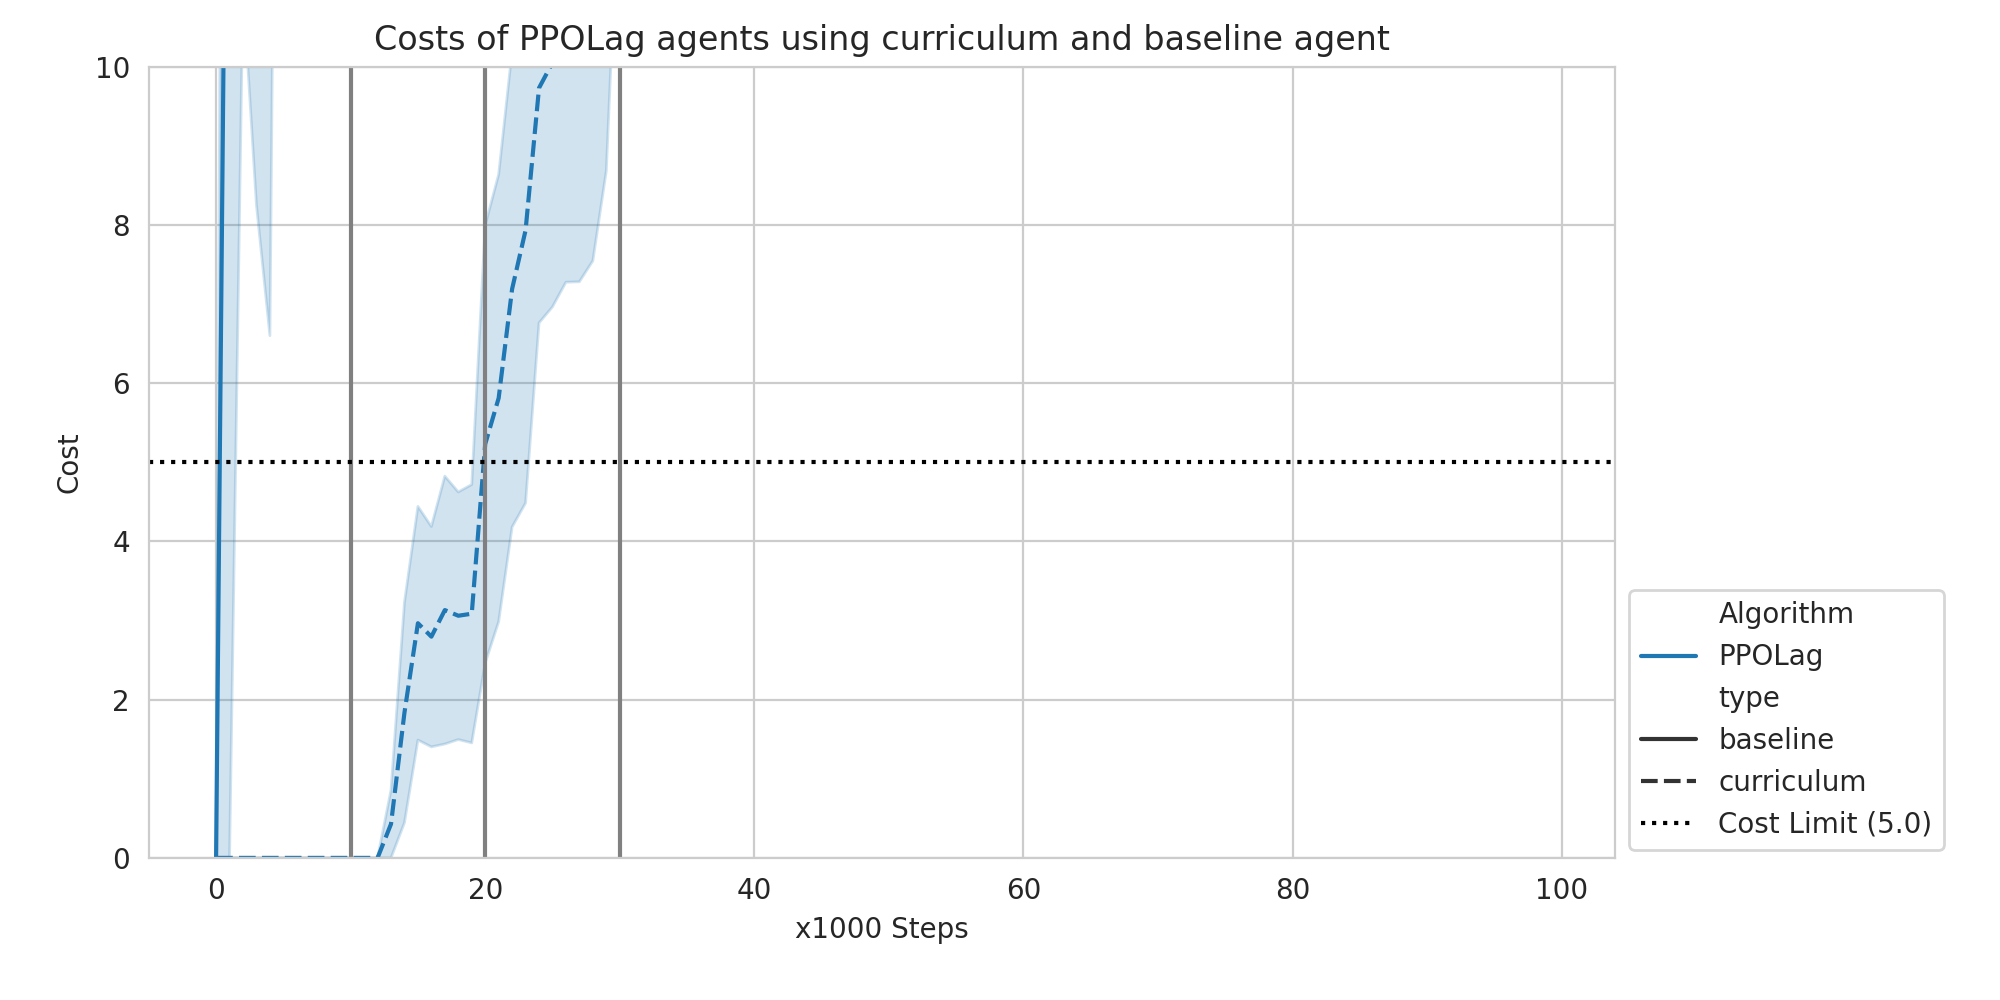 Costs of PPOLag agents using curriculum and baseline agent
10
8
6
4
2
0
Cost
0 20 40 60 80 100
x1000 Steps
Algorithm
PPOLag
type
baseline
curriculum
Cost Limit (5.0)